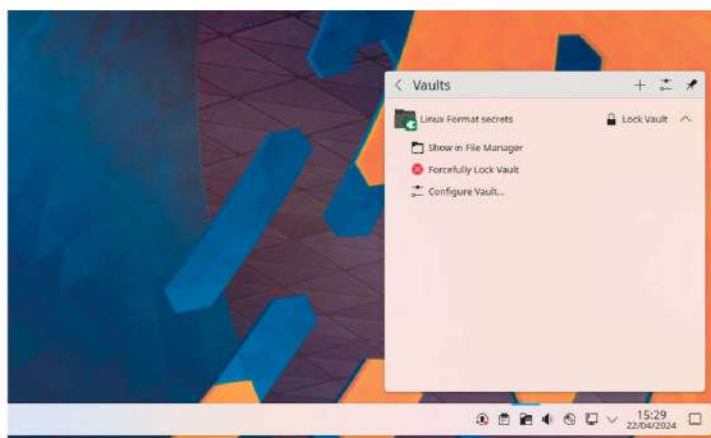 Vaults
Linux Format secrets
Lock Vault
Show in File Manager
Forcefully Lock Vault
Configure Vault...
15:29
22/04/2024